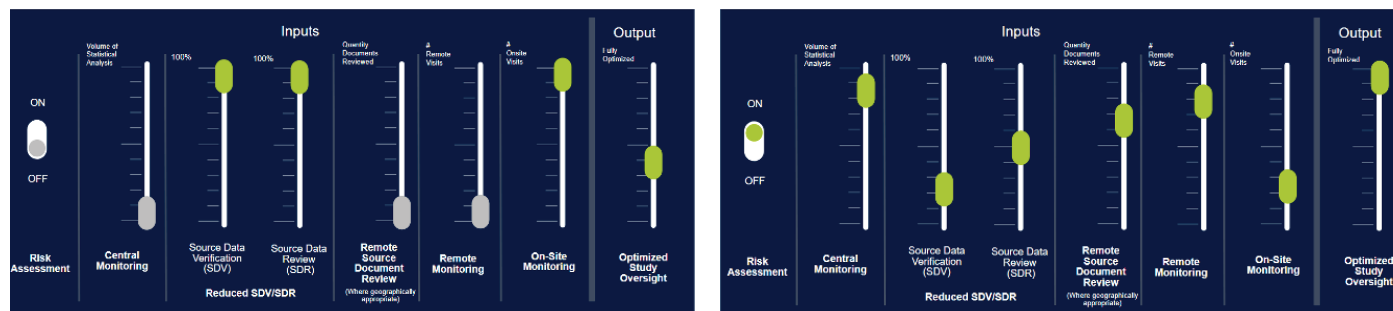 Inputs
Output
Volume of
Statistical
Analysis
100%
100%
Quantity
Documents
Reviewed
#
Remote
Visits
#
Onsite
Visits
Fully
Optimized
ON
OFF
Risk
Assessment
Central
Monitoring
Source Data
Verification
(SDV)
Source Data
Review
(SDR)
Reduced SDV/SDR
Remote
Source
Document
Review
(Where geographically
appropriate)
Remote
Monitoring
On-Site
Monitoring
Optimized
Study
Oversight
Inputs
Output
Volume of
Statistical
Analysis
100%
100%
Quantity
Documents
Reviewed
#
Remote
Visits
#
Onsite
Visits
Fully
Optimized
ON
OFF
Risk
Assessment
Central
Monitoring
Source Data
Verification
(SDV)
Source Data
Review
(SDR)
Reduced SDV/SDR
Remote
Source
Document
Review
(Where geographically
appropriate)
Remote
Monitoring
On-Site
Monitoring
Optimized
Study
Oversight